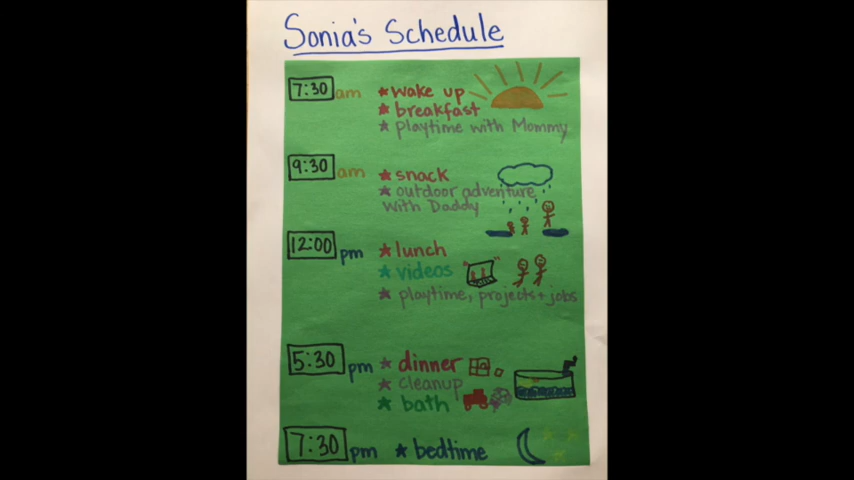 Sonia's Schedule
7:30 am ★ wake up
★ breakfast
★ playtime with Mommy
9:30 am ★ snack
★ outdoor adventure
with Daddy
12:00 pm ★ lunch
★ videos
★ playtime, projects + jobs
5:30 pm ★ dinner
★ cleanup
★ bath
7:30 pm ★ bedtime